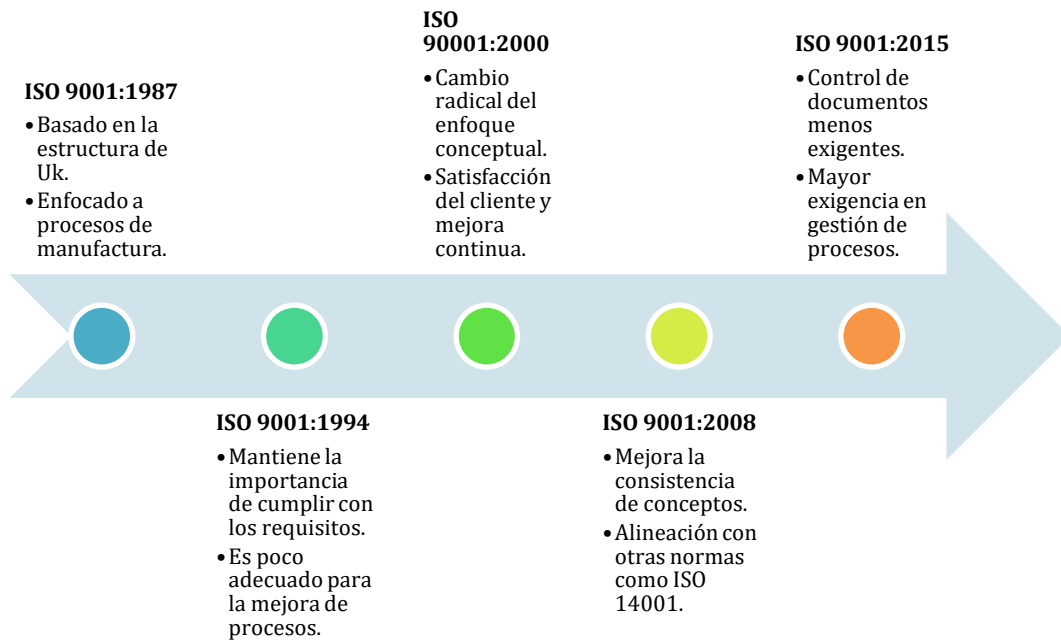 ISO 9001:1987
•Basado en la
estructura de
Uk.
•Enfocado a
procesos de
manufactura.
ISO 9001:1994
•Mantiene la
importancia
de cumplir con
los requisitos.
•Es poco
adecuado para
la mejora de
procesos.
ISO
90001:2000
•Cambio
radical del
enfoque
conceptual.
•Satisfacción
del cliente y
mejora
continua.
ISO 9001:2008
•Mejora la
consistencia
de conceptos.
•Alineación con
otras normas
como ISO
14001.
ISO 9001:2015
•Control de
documentos
menos
exigentes.
•Mayor
exigencia en
gestión de
procesos.